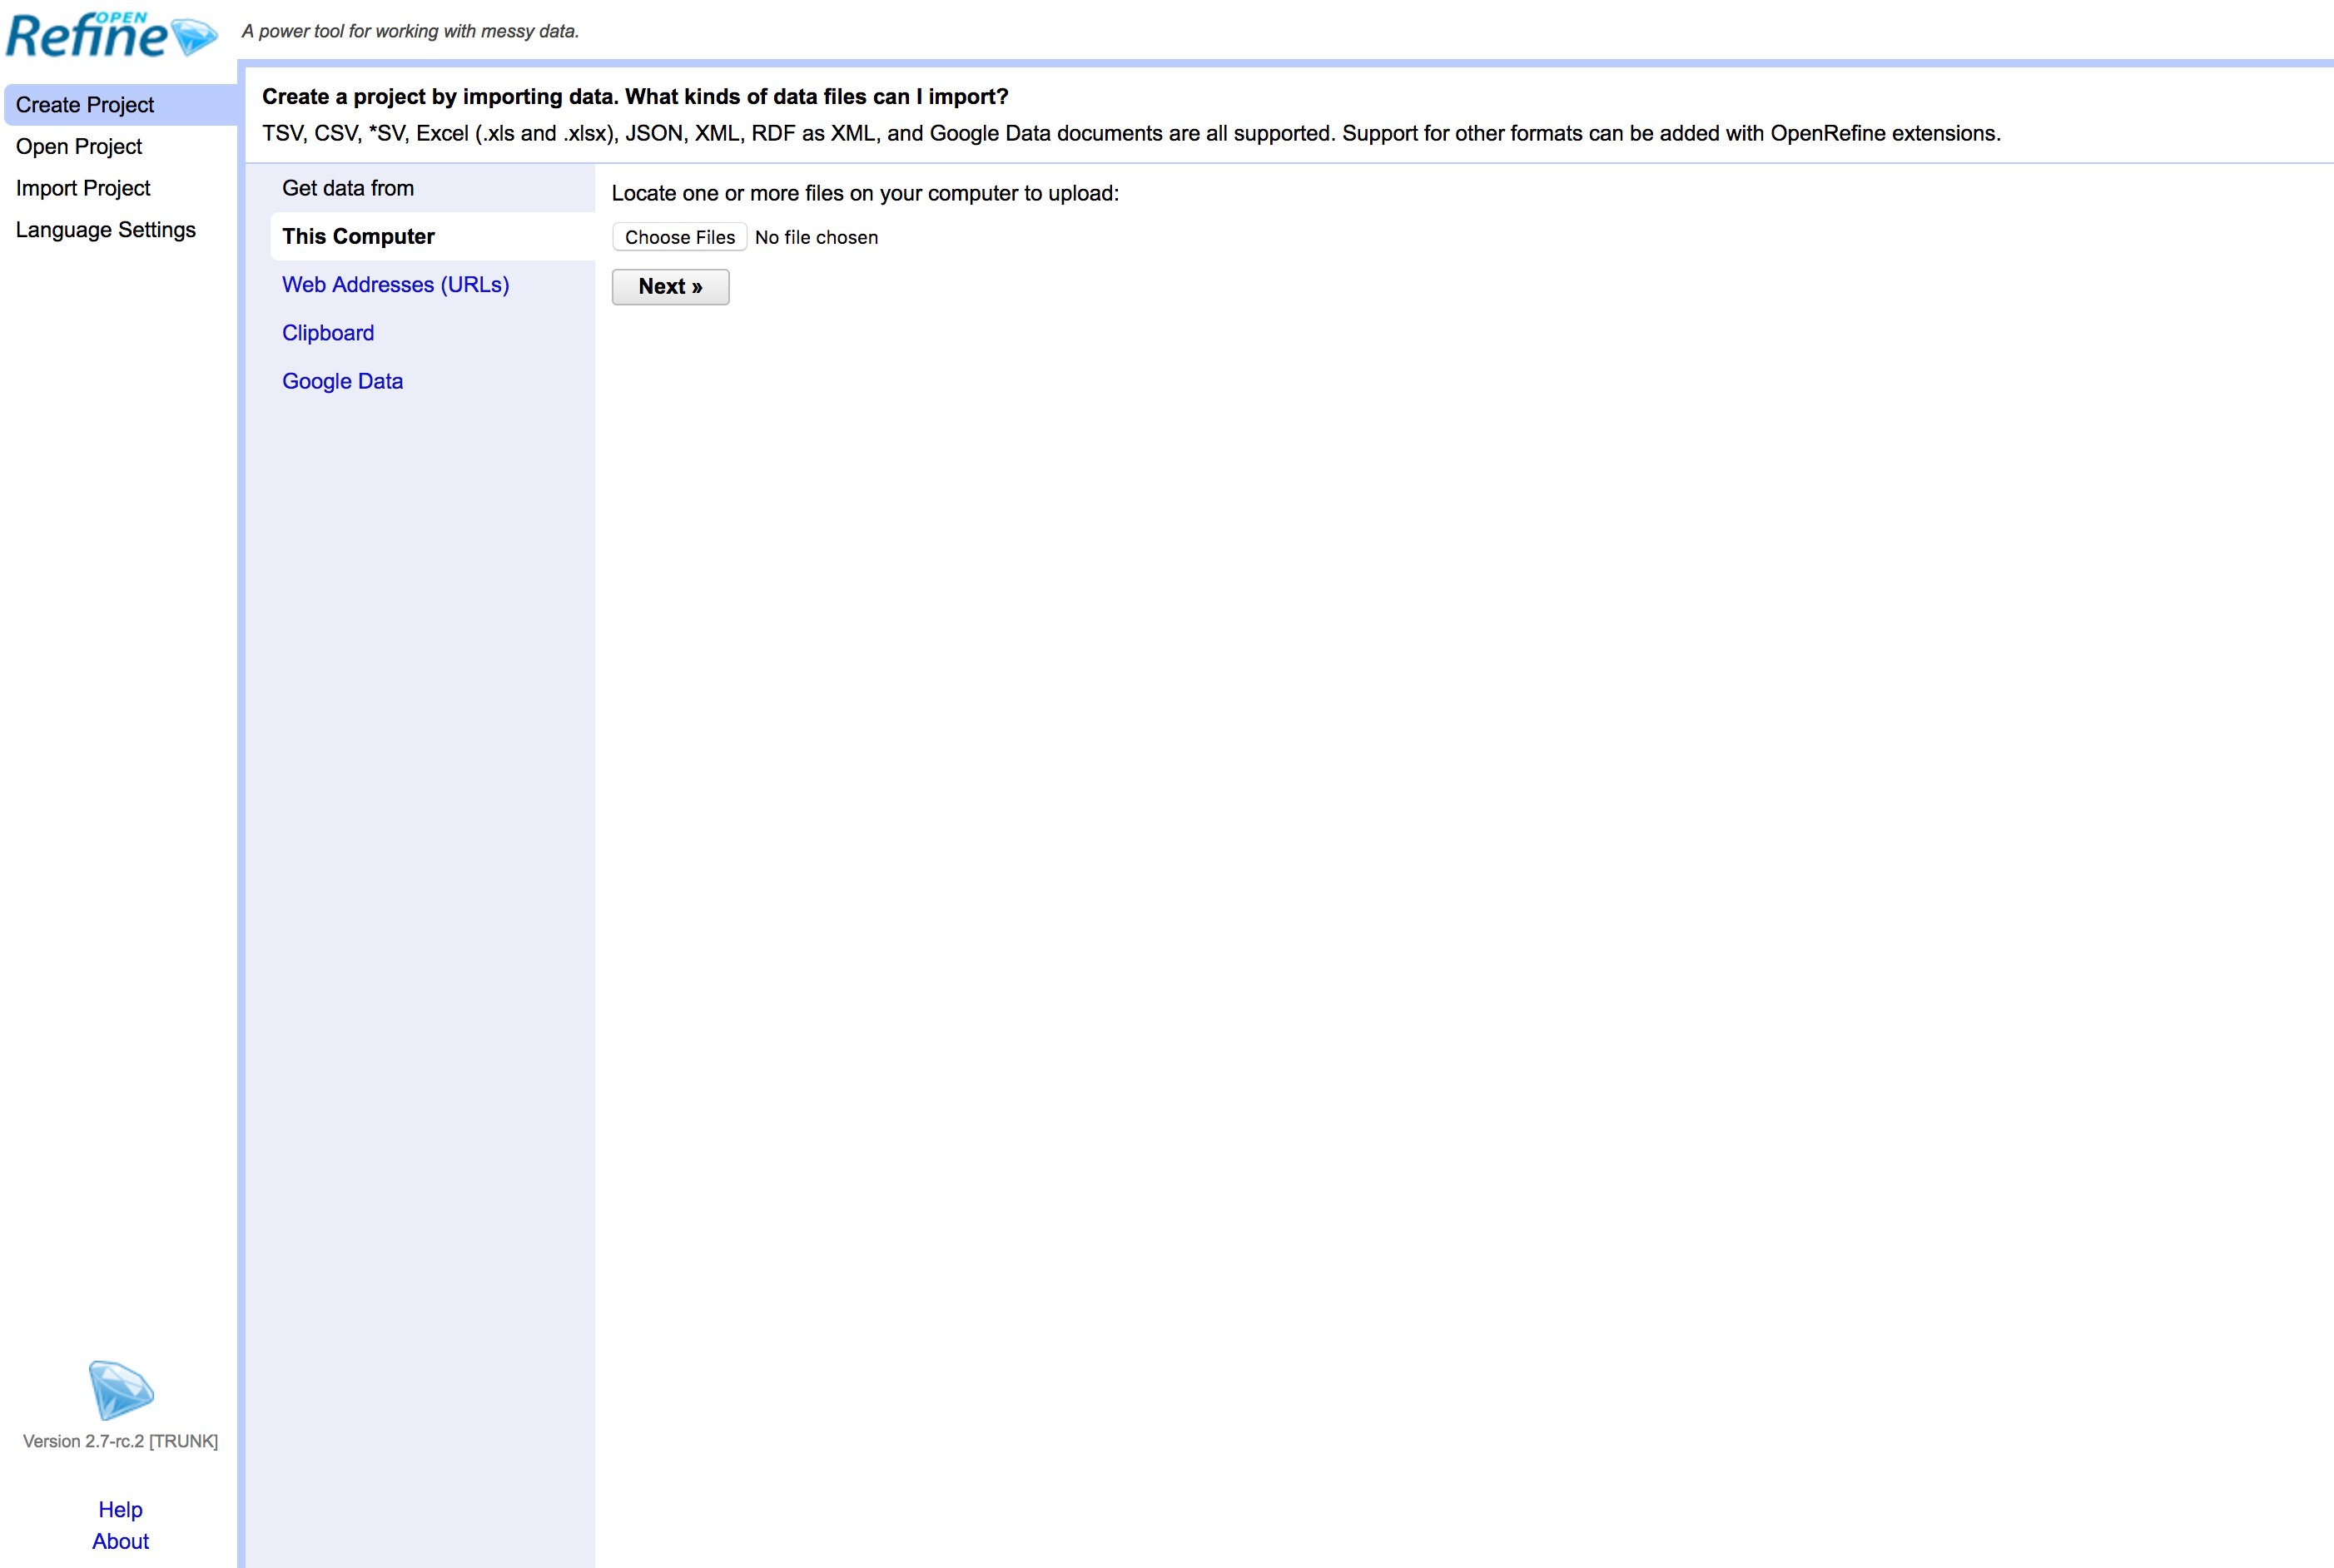 OPEN
Refine
A power tool for working with messy data.
Create Project
Open Project
Import Project
Language Settings
Create a project by importing data. What kinds of data files can I import?
TSV, CSV, *SV, Excel (.xls and .xlsx), JSON, XML, RDF as XML, and Google Data documents are all supported. Support for other formats can be added with OpenRefine extensions.
Get data from
This Computer
Web Addresses (URLs)
Clipboard
Google Data
Locate one or more files on your computer to upload:
Choose Files No file chosen
Next »
Version 2.7-rc.2 [TRUNK]
Help
About